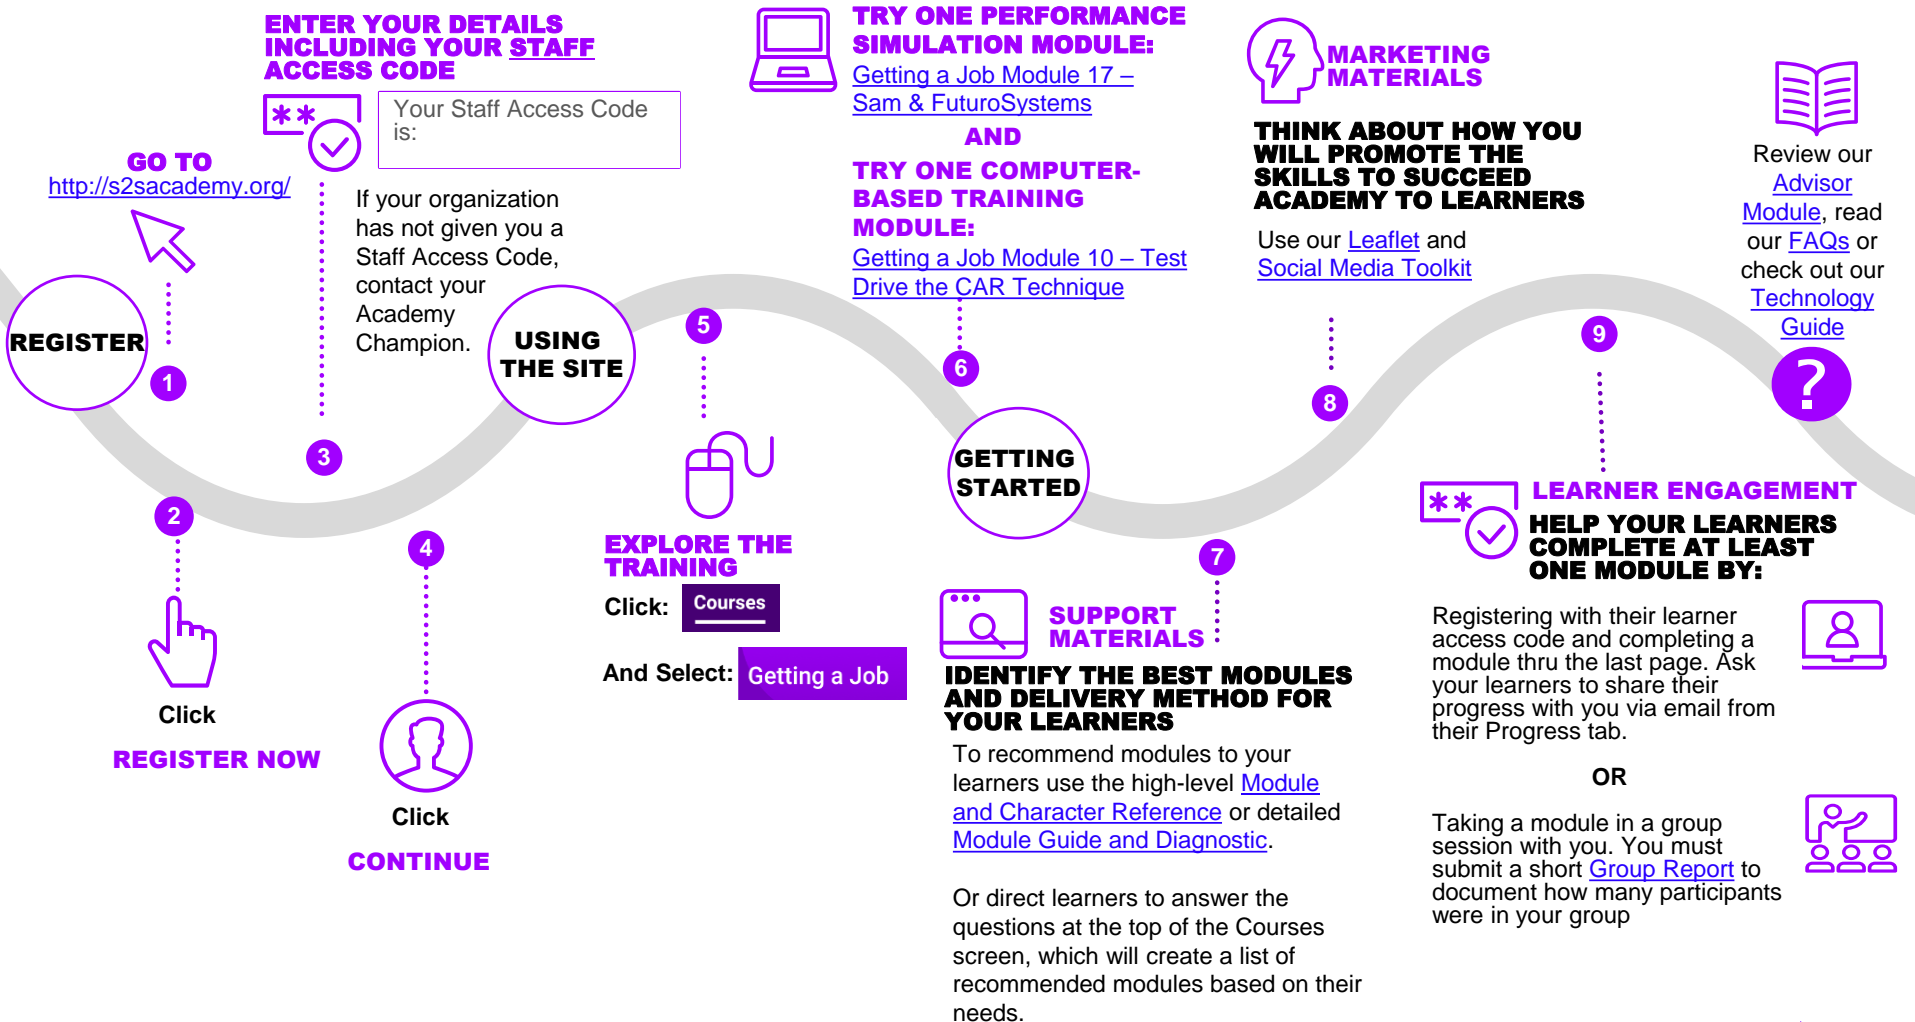 REGISTER
GO TO
http://s2sacademy.org/
1
2
Click
REGISTER NOW
ENTER YOUR DETAILS
INCLUDING YOUR STAFF
ACCESS CODE
**
Your Staff Access Code
is:
If your organization
has not given you a
Staff Access Code,
contact your
Academy
Champion.
3
4
Click
CONTINUE
USING
THE SITE
5
EXPLORE THE
TRAINING
Click: Courses
And Select: Getting a Job
TRY ONE PERFORMANCE
SIMULATION MODULE:
Getting a Job Module 17 –
Sam & FuturoSystems
AND
TRY ONE COMPUTER-
BASED TRAINING
MODULE:
Getting a Job Module 10 – Test
Drive the CAR Technique
6
GETTING
STARTED
7
SUPPORT
MATERIALS
IDENTIFY THE BEST MODULES
AND DELIVERY METHOD FOR
YOUR LEARNERS
To recommend modules to your
learners use the high-level Module
and Character Reference or detailed
Module Guide and Diagnostic.
Or direct learners to answer the
questions at the top of the Courses
screen, which will create a list of
recommended modules based on their
needs.
MARKETING
MATERIALS
THINK ABOUT HOW YOU
WILL PROMOTE THE
SKILLS TO SUCCEED
ACADEMY TO LEARNERS
Use our Leaflet and
Social Media Toolkit
8
9
**
LEARNER ENGAGEMENT
HELP YOUR LEARNERS
COMPLETE AT LEAST
ONE MODULE BY:
Registering with their learner
access code and completing a
module thru the last page. Ask
your learners to share their
progress with you via email from
their Progress tab.
OR
Taking a module in a group
session with you. You must
submit a short Group Report to
document how many participants
were in your group
Review our
Advisor
Module, read
our FAQs or
check out our
Technology
Guide
?